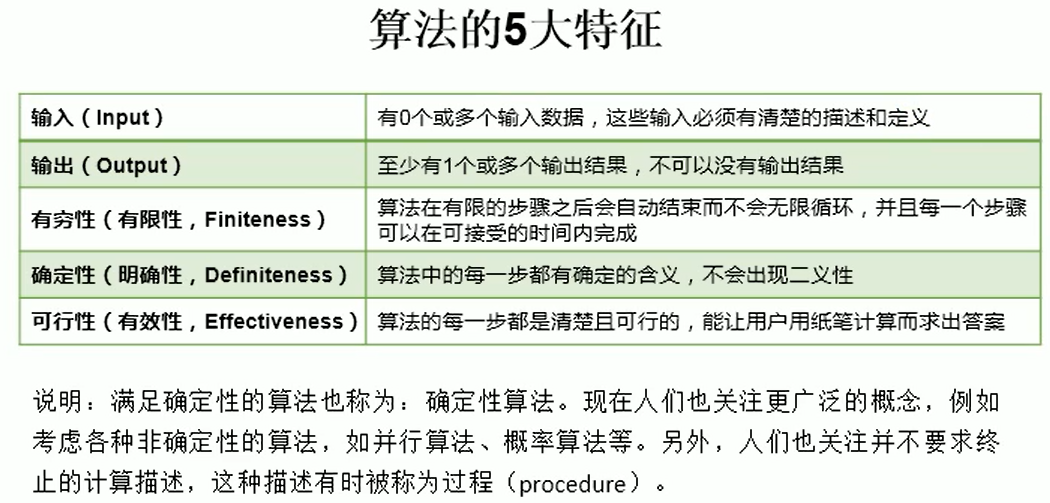 算法的5大特征
输入（Input）
有0个或多个输入数据，这些输入必须有清楚的描述和定义
输出（Output）
至少有1个或多个输出结果，不可以没有输出结果
有穷性（有限性，Finiteness）
算法在有限的步骤之后会自动结束而不会无限循环，并且每一个步骤
可以在可接受的时间内完成
确定性（明确性，Definiteness）
算法中的每一步都有确定的含义，不会出现二义性
可行性（有效性，Effectiveness）
算法的每一步都是清楚且可行的，能让用户用纸笔计算而求出答案
说明：满足确定性的算法也称为：确定性算法。现在人们也关注更广泛的概念，例如
考虑各种非确定性的算法，如并行算法、概率算法等。另外，人们也关注并不要求终
止的计算描述，这种描述有时被称为过程（procedure）。